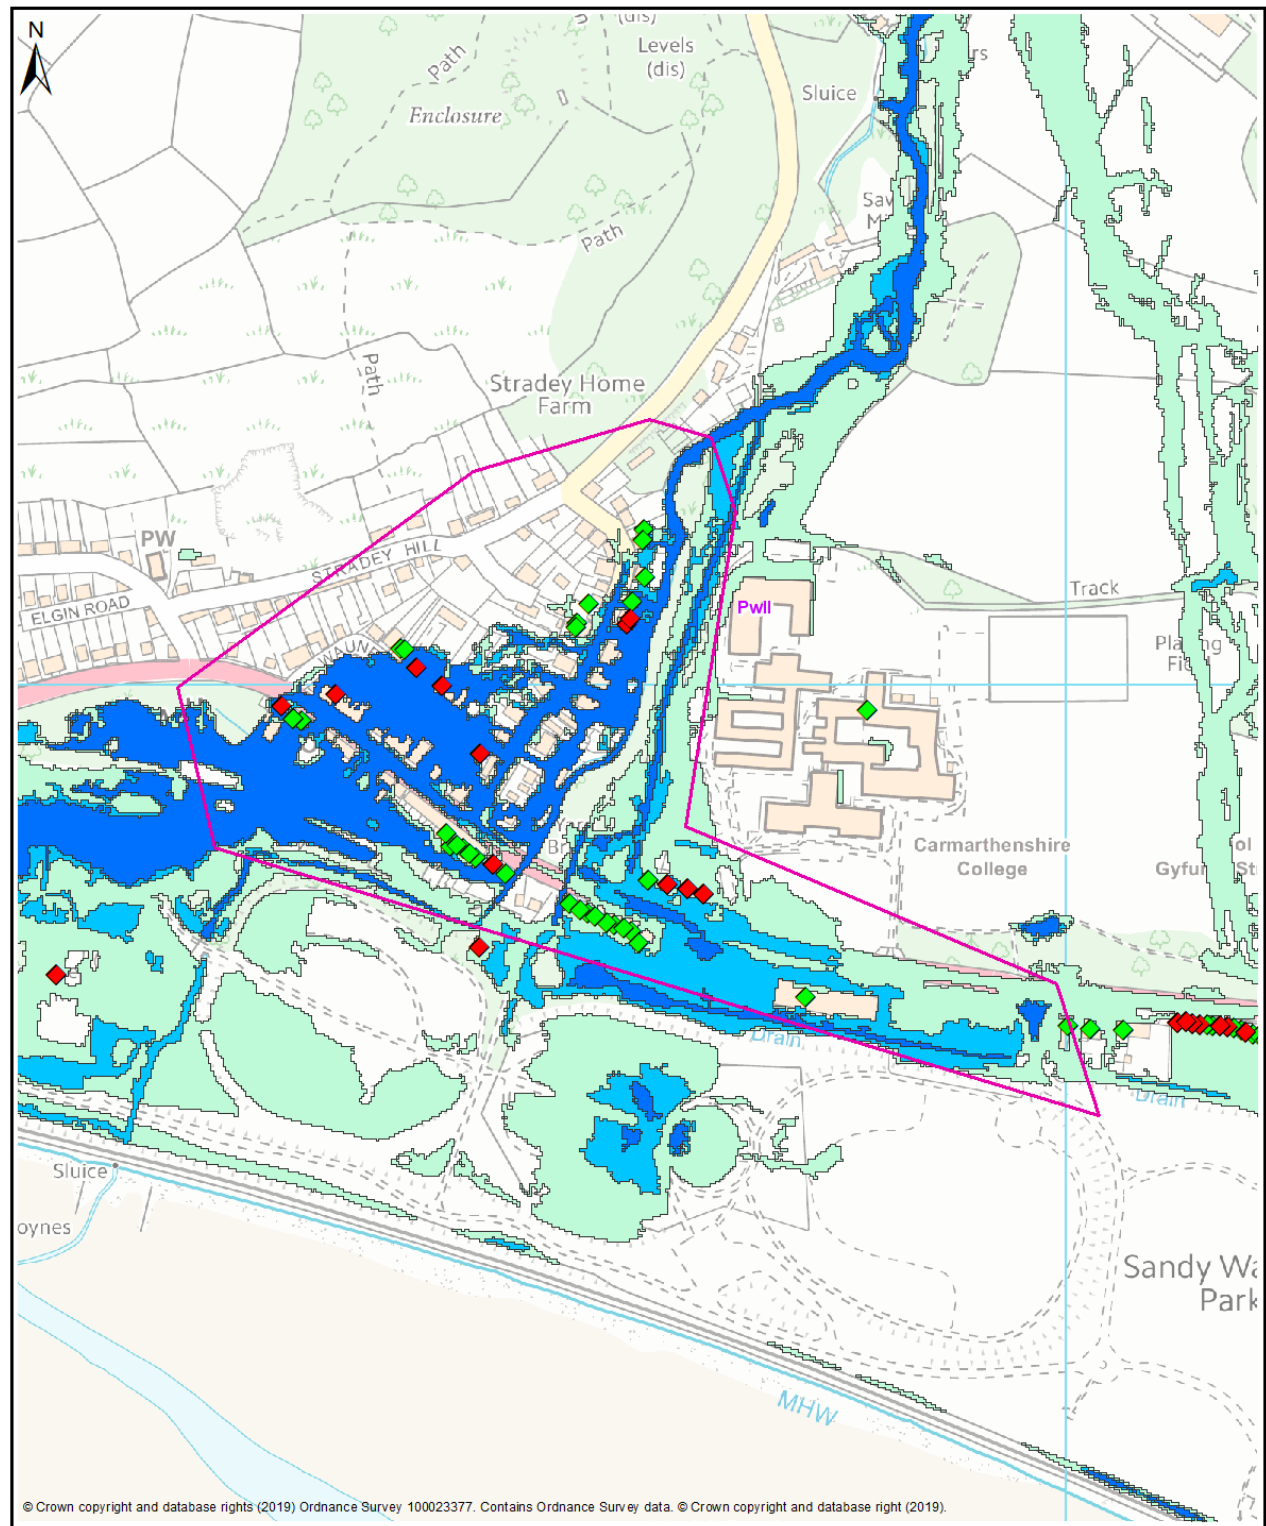 N
(dis)
Levels
(dis)
Path
Enclosure
Sluice
Path
Path
Stradey Home
Farm
PW
STRADEY HILL
ELGIN ROAD
Track
Pwll
Carmarthenshire
College
Drain
Drain
Sluice
oynes
Sandy Wa
Park
MHW
© Crown copyright and database rights (2019) Ordnance Survey 100023377. Contains Ordnance Survey data. © Crown copyright and database right (2019).